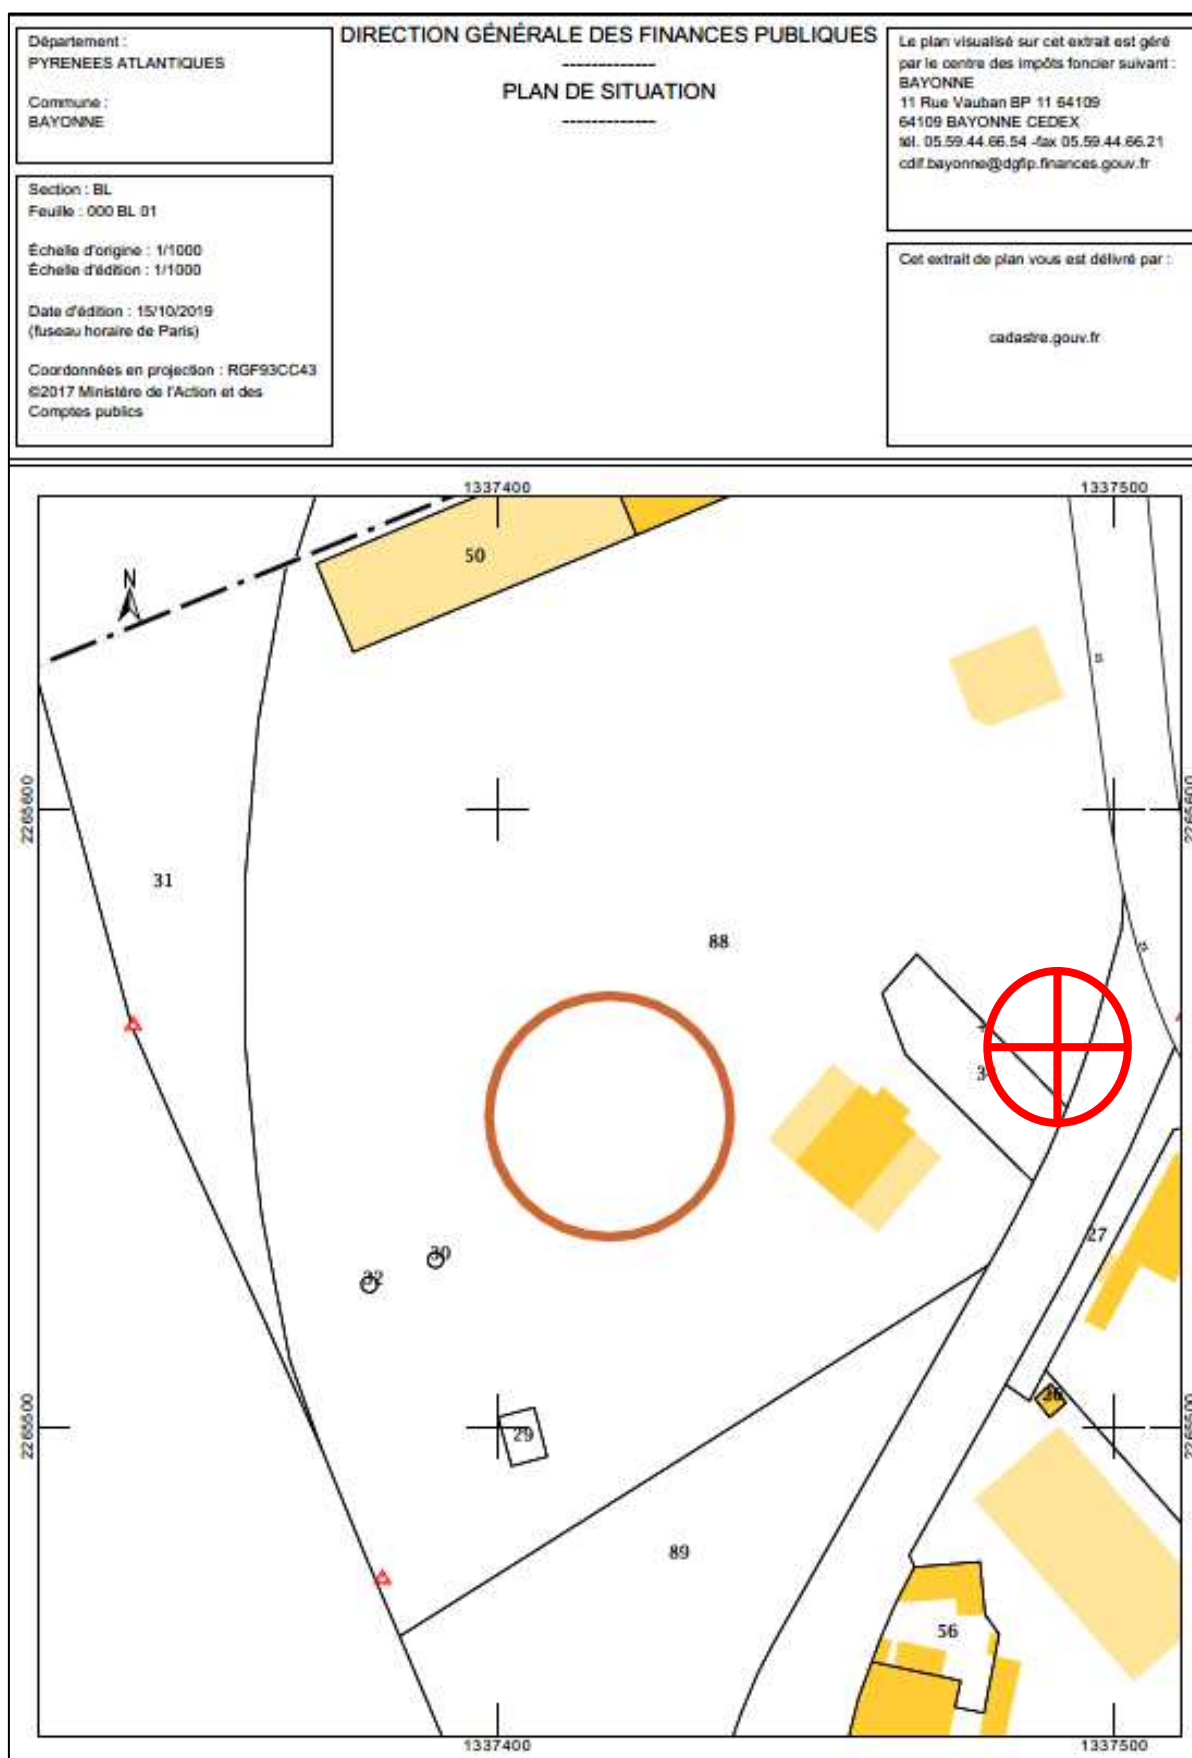 Département :
PYRENEES ATLANTIQUES
Commune :
BAYONNE
Section : BL
Feuille : 000 BL 01
Échelle d'origine : 1/1000
Échelle d'édition : 1/1000
Date d'édition : 15/10/2019
(fuseau horaire de Paris)
Coordonnées en projection : RGF93CC43
©2017 Ministère de l'Action et des
Comptes publics
DIRECTION GÉNÉRALE DES FINANCES PUBLIQUES
-------------
PLAN DE SITUATION
-------------
Le plan visualisé sur cet extrait est géré
par le centre des impôts foncier suivant :
BAYONNE
11 Rue Vauban BP 11 64109
64109 BAYONNE CEDEX
tél. 05.59.44.66.54 -fax 05.59.44.66.21
cdif.bayonne@dgfip.finances.gouv.fr
Cet extrait de plan vous est délivré par :
cadastre.gouv.fr
1337400
1337500
50
N
2265600
2265600
31
88
27
30
32
2265500
2265500
26
29
89
56
1337400
1337500